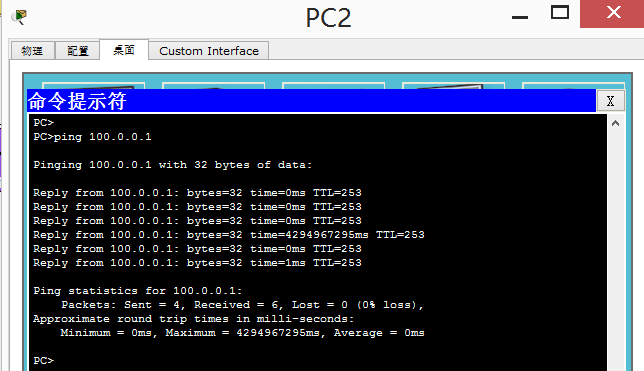 PC2
物理 配置 桌面 Custom Interface
命令提示符 X
PC>
PC>ping 100.0.0.1
Pinging 100.0.0.1 with 32 bytes of data:
Reply from 100.0.0.1: bytes=32 time=0ms TTL=253
Reply from 100.0.0.1: bytes=32 time=0ms TTL=253
Reply from 100.0.0.1: bytes=32 time=0ms TTL=253
Reply from 100.0.0.1: bytes=32 time=4294967295ms TTL=253
Reply from 100.0.0.1: bytes=32 time=0ms TTL=253
Reply from 100.0.0.1: bytes=32 time=1ms TTL=253
Ping statistics for 100.0.0.1:
Packets: Sent = 4, Received = 6, Lost = 0 (0% loss),
Approximate round trip times in milli-seconds:
Minimum = 0ms, Maximum = 4294967295ms, Average = 0ms
PC>